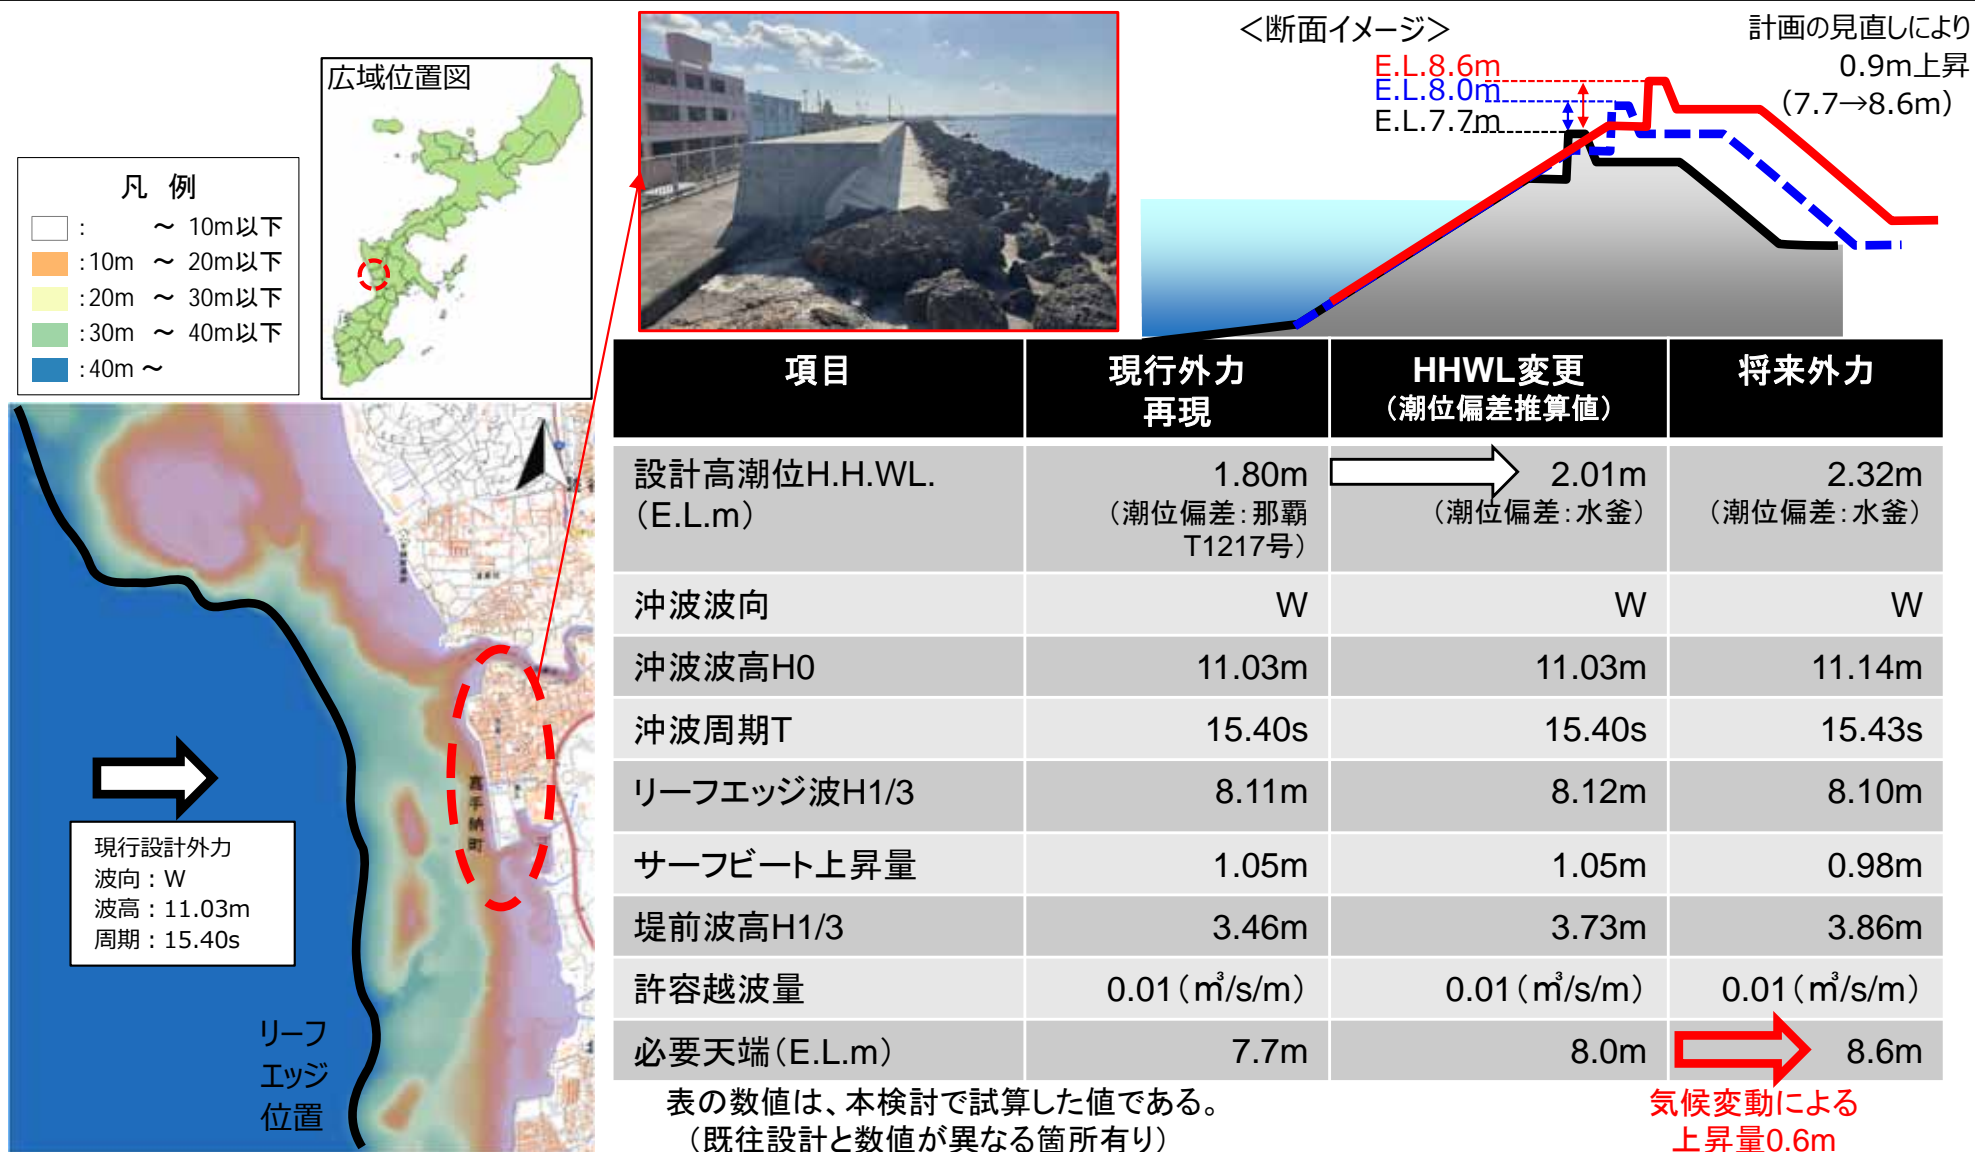 広域位置図
凡 例
: ～ 10m以下
:10m ～ 20m以下
:20m ～ 30m以下
:30m ～ 40m以下
:40m ～
＜断面イメージ＞
E.L.8.6m
E.L.8.0m
E.L.7.7m
計画の見直しにより
0.9m上昇
(7.7→8.6m)
嘉手納町
現行設計外力
波向：W
波高：11.03m
周期：15.40s
リーフ
エッジ
位置
項目 現行外力再現 HHWL変更（潮位偏差推算値） 将来外力
設計高潮位H.H.WL.（E.L.m） 1.80m（潮位偏差：那覇T1217号） 2.01m（潮位偏差：水釜） 2.32m（潮位偏差：水釜）
沖波波向 W W W
沖波波高H0 11.03m 11.03m 11.14m
沖波周期T 15.40s 15.40s 15.43s
リーフエッジ波H1/3 8.11m 8.12m 8.10m
サーフビート上昇量 1.05m 1.05m 0.98m
堤前波高H1/3 3.46m 3.73m 3.86m
許容越波量 0.01（㎥/s/m） 0.01（㎥/s/m） 0.01（㎥/s/m）
必要天端（E.L.m） 7.7m 8.0m 8.6m
表の数値は、本検討で試算した値である。
（既往設計と数値が異なる箇所有り）
気候変動による
上昇量0.6m